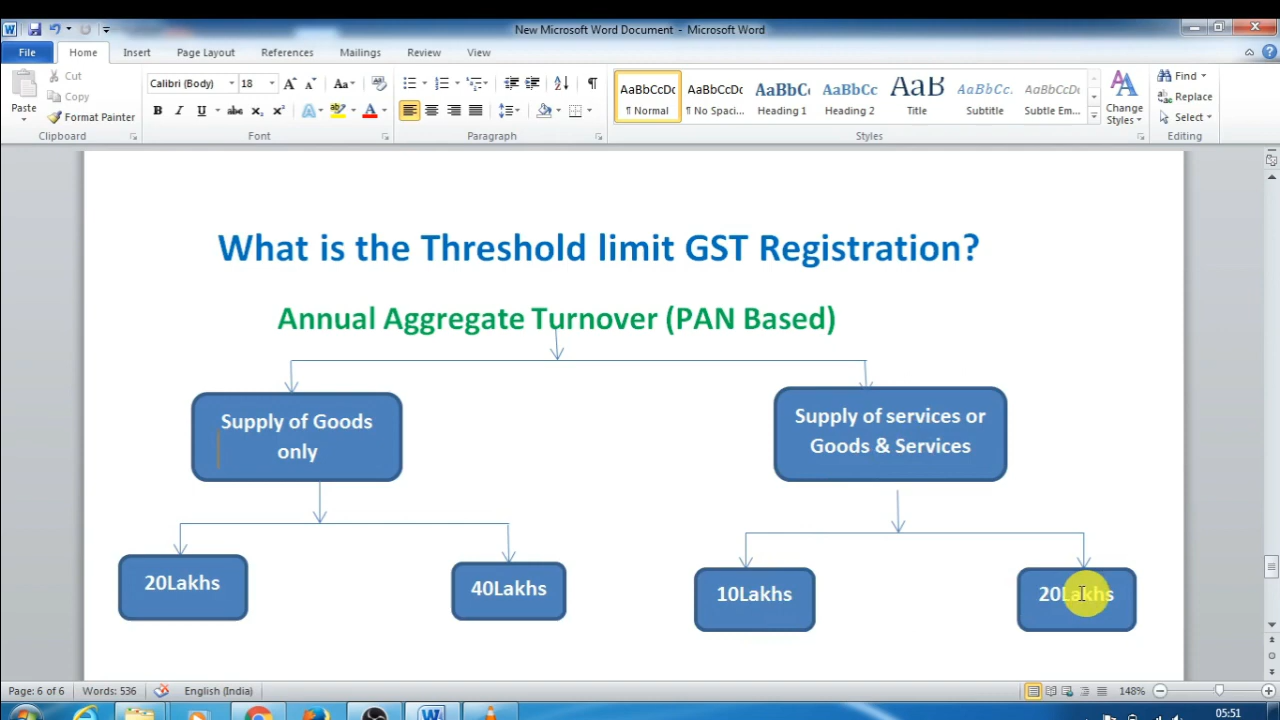 New Microsoft Word Document - Microsoft Word
File Home Insert Page Layout References Mailings Review View
Paste
Cut
Copy
Format Painter
Clipboard
Calibri (Body) 18
Font
Paragraph
AaBbCcDc AaBbCcDc AaBbC AaBbCc AaB AaBbCc. AaBbCcDc
¶ Normal ¶ No Spaci... Heading 1 Heading 2 Title Subtitle Subtle Em...
Change Styles
Styles
Find
Replace
Select
Editing
What is the Threshold limit GST Registration?
Annual Aggregate Turnover (PAN Based)
Supply of Goods
only
Supply of services or
Goods & Services
20Lakhs
40Lakhs
10Lakhs
20Lakhs
Page: 6 of 6 Words: 536 English (India) 148%
05:51